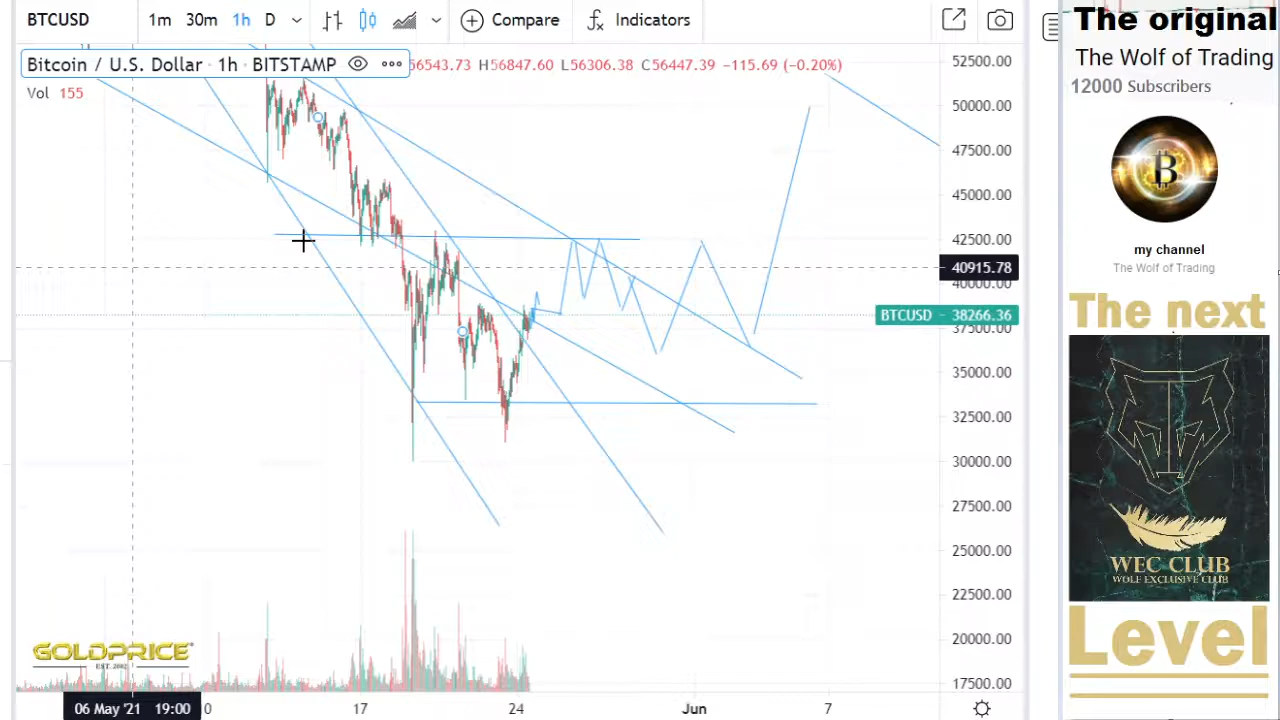 BTCUSD
1m 30m 1h D
Compare
Indicators
Bitcoin / U.S. Dollar · 1h · BITSTAMP
56543.73 H56847.60 L56306.38 C56447.39 −115.69 (−0.20%)
Vol 155
52500.00
50000.00
47500.00
45000.00
42500.00
40915.78
40000.00
BTCUSD 38266.36
37500.00
35000.00
32500.00
30000.00
27500.00
25000.00
22500.00
20000.00
17500.00
GOLDPRICE
EST. 2002
06 May '21 19:00
0
17
24
Jun
7
The original
The Wolf of Trading
12000 Subscribers
B
my channel
The Wolf of Trading
The next
WEC CLUB
WOLF EXCLUSIVE CLUB
Level